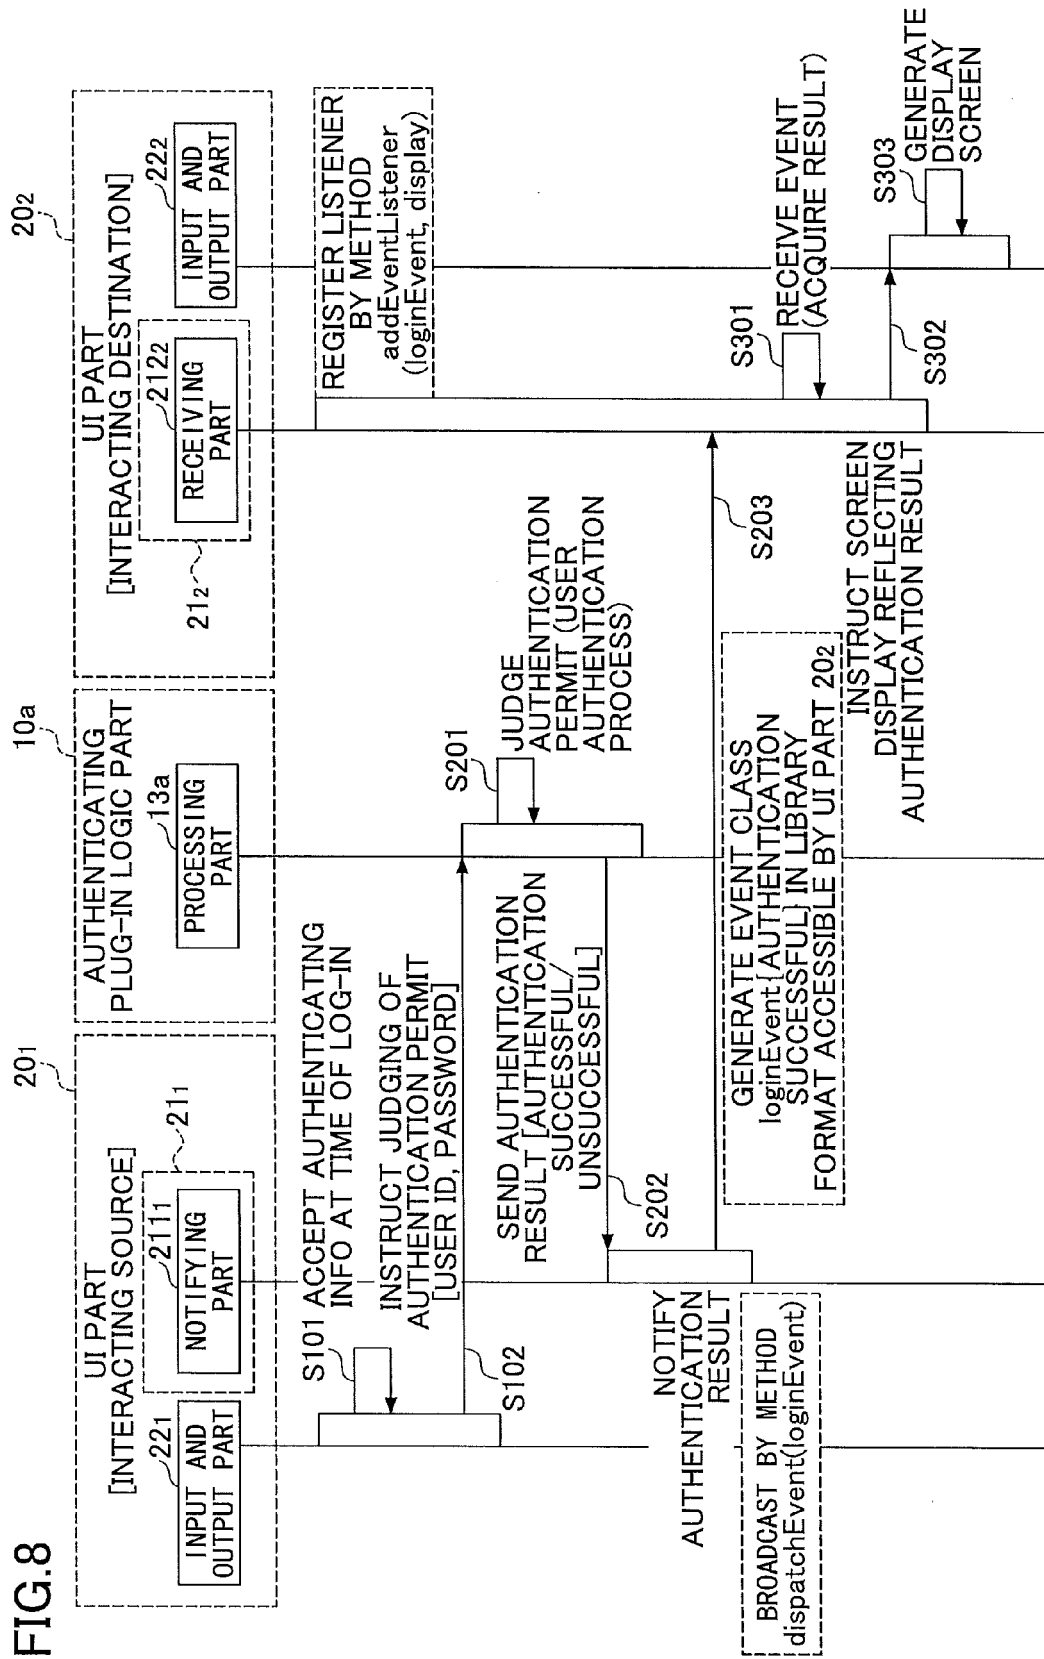 FIG.8
20₁
UI PART
[INTERACTING SOURCE]
22₁
INPUT AND
OUTPUT PART
21₁
211₁
NOTIFYING
PART
10a
AUTHENTICATING
PLUG-IN LOGIC PART
13a
PROCESSING
PART
20₂
UI PART
[INTERACTING DESTINATION]
21₂
212₂
RECEIVING
PART
22₂
INPUT AND
OUTPUT PART
REGISTER LISTENER
BY METHOD
addEventListener
(loginEvent, display)
S101 ACCEPT AUTHENTICATING
INFO AT TIME OF LOG-IN
INSTRUCT JUDGING OF
AUTHENTICATION PERMIT
[USER ID, PASSWORD]
S102
S201
JUDGE
AUTHENTICATION
PERMIT (USER
AUTHENTICATION
PROCESS)
SEND AUTHENTICATION
RESULT [AUTHENTICATION
SUCCESSFUL/
UNSUCCESSFUL]
S202
NOTIFY
AUTHENTICATION
RESULT
BROADCAST BY METHOD
dispatchEvent(loginEvent)
S203
GENERATE EVENT CLASS
loginEvent[AUTHENTICATION
SUCCESSFUL] IN LIBRARY
FORMAT ACCESSIBLE BY UI PART 20₂
S301
RECEIVE EVENT
(ACQUIRE RESULT)
INSTRUCT SCREEN
DISPLAY REFLECTING
AUTHENTICATION RESULT
S302
S303
GENERATE
DISPLAY
SCREEN